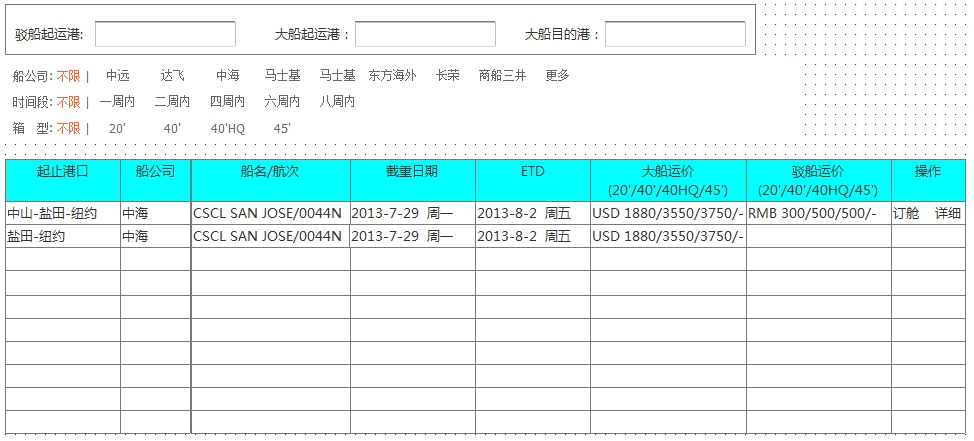 驳船起运港: 大船起运港: 大船目的港:
船公司: 不限 | 中远 达飞 中海 马士基 马士基 东方海外 长荣 商船三井 更多
时间段: 不限 | 一周内 二周内 四周内 六周内 八周内
箱 型: 不限 | 20' 40' 40'HQ 45'
起止港口 船公司 船名/航次 截重日期 ETD 大船运价 驳船运价 操作
(20'/40'/40HQ/45') (20'/40'/40HQ/45')
中山-盐田-纽约 中海 CSCL SAN JOSE/0044N 2013-7-29 周一 2013-8-2 周五 USD 1880/3550/3750/- RMB 300/500/500/- 订舱 详细
盐田-纽约 中海 CSCL SAN JOSE/0044N 2013-7-29 周一 2013-8-2 周五 USD 1880/3550/3750/-